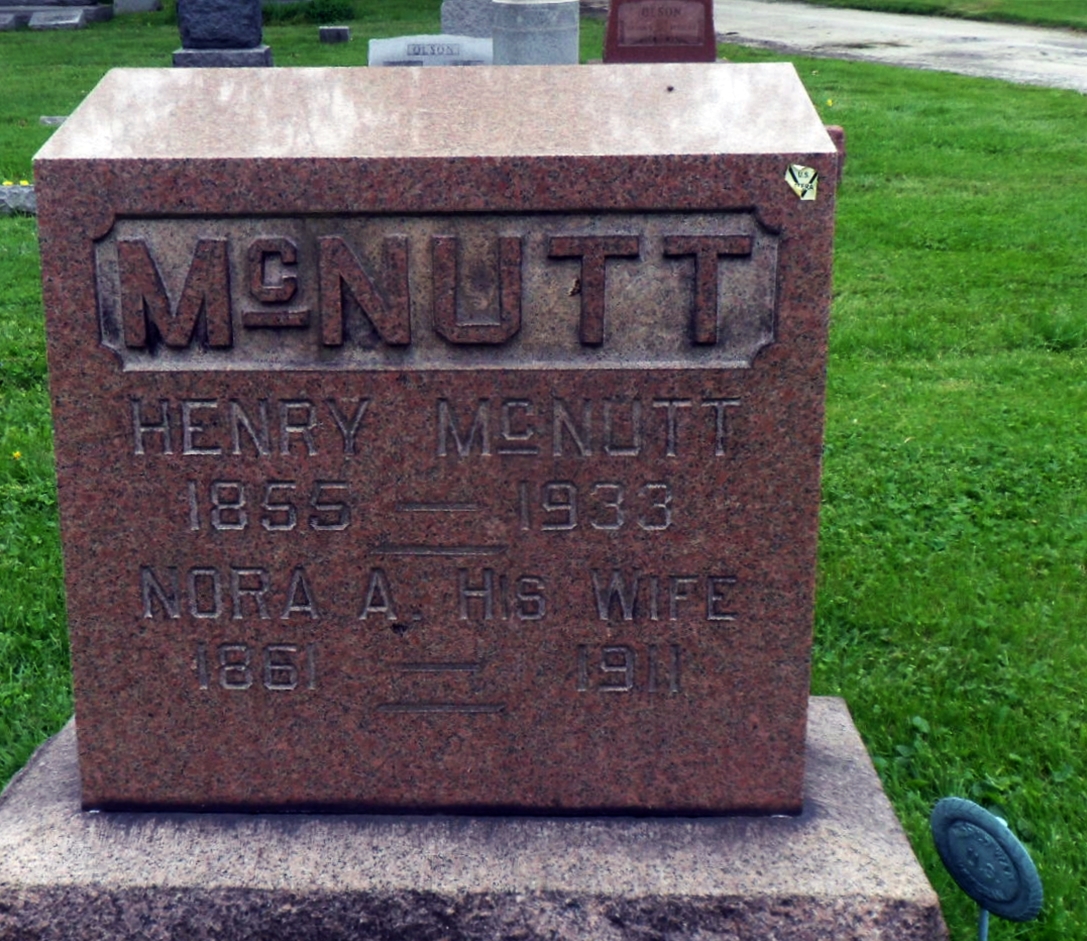 OLSON
OLSON
U.S
McNUTT
HENRY McNUTT
1855 — 1933
NORA A. HIS WIFE
1861 — 1911